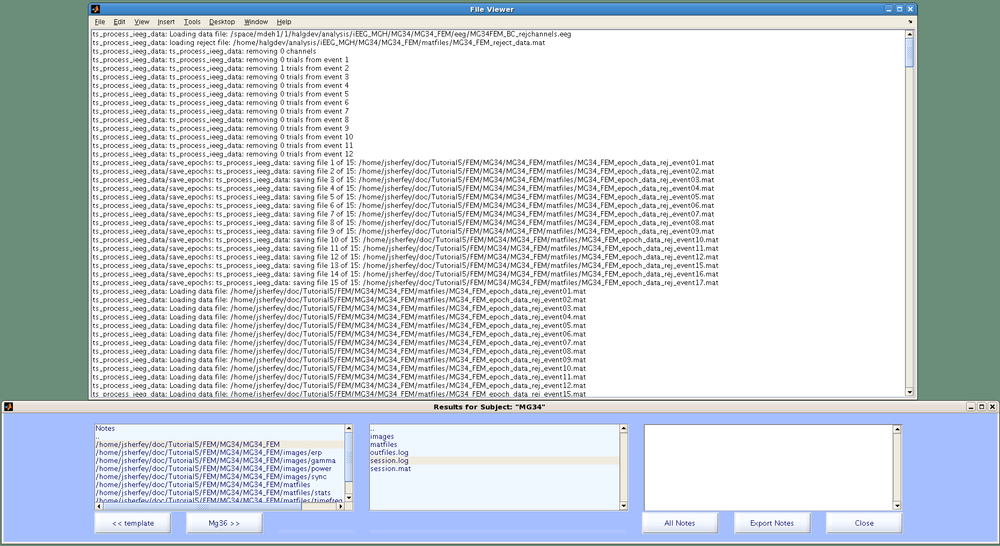 File Viewer
File Edit View Insert Tools Desktop Window Help
ts_process_ieeg_data: Loading data file: /space/mdeh1/1/halgdev/analysis/iEEG_MGH/MG34/MG34_FEM/eeg/MG34FEM_BC_rejchannels.eeg
ts_process_ieeg_data: loading reject file: /home/halgdev/analysis/iEEG_MGH/MG34/MG34_FEM/matfiles/MG34_FEM_reject_data.mat
ts_process_ieeg_data: ts_process_ieeg_data: removing 0 channels
ts_process_ieeg_data: ts_process_ieeg_data: removing 0 trials from event 1
ts_process_ieeg_data: ts_process_ieeg_data: removing 1 trials from event 2
ts_process_ieeg_data: ts_process_ieeg_data: removing 0 trials from event 3
ts_process_ieeg_data: ts_process_ieeg_data: removing 0 trials from event 4
ts_process_ieeg_data: ts_process_ieeg_data: removing 0 trials from event 5
ts_process_ieeg_data: ts_process_ieeg_data: removing 0 trials from event 6
ts_process_ieeg_data: ts_process_ieeg_data: removing 0 trials from event 7
ts_process_ieeg_data: ts_process_ieeg_data: removing 0 trials from event 8
ts_process_ieeg_data: ts_process_ieeg_data: removing 0 trials from event 9
ts_process_ieeg_data: ts_process_ieeg_data: removing 0 trials from event 10
ts_process_ieeg_data: ts_process_ieeg_data: removing 0 trials from event 11
ts_process_ieeg_data: ts_process_ieeg_data: removing 0 trials from event 12
ts_process_ieeg_data/save_epochs: ts_process_ieeg_data: saving file 1 of 15: /home/jsherfey/doc/Tutorial5/FEM/MG34/MG34_FEM/matfiles/MG34_FEM_epoch_data_rej_event01.mat
ts_process_ieeg_data/save_epochs: ts_process_ieeg_data: saving file 2 of 15: /home/jsherfey/doc/Tutorial5/FEM/MG34/MG34_FEM/matfiles/MG34_FEM_epoch_data_rej_event02.mat
ts_process_ieeg_data/save_epochs: ts_process_ieeg_data: saving file 3 of 15: /home/jsherfey/doc/Tutorial5/FEM/MG34/MG34_FEM/matfiles/MG34_FEM_epoch_data_rej_event03.mat
ts_process_ieeg_data/save_epochs: ts_process_ieeg_data: saving file 4 of 15: /home/jsherfey/doc/Tutorial5/FEM/MG34/MG34_FEM/matfiles/MG34_FEM_epoch_data_rej_event04.mat
ts_process_ieeg_data/save_epochs: ts_process_ieeg_data: saving file 5 of 15: /home/jsherfey/doc/Tutorial5/FEM/MG34/MG34_FEM/matfiles/MG34_FEM_epoch_data_rej_event05.mat
ts_process_ieeg_data/save_epochs: ts_process_ieeg_data: saving file 6 of 15: /home/jsherfey/doc/Tutorial5/FEM/MG34/MG34_FEM/matfiles/MG34_FEM_epoch_data_rej_event06.mat
ts_process_ieeg_data/save_epochs: ts_process_ieeg_data: saving file 7 of 15: /home/jsherfey/doc/Tutorial5/FEM/MG34/MG34_FEM/matfiles/MG34_FEM_epoch_data_rej_event07.mat
ts_process_ieeg_data/save_epochs: ts_process_ieeg_data: saving file 8 of 15: /home/jsherfey/doc/Tutorial5/FEM/MG34/MG34_FEM/matfiles/MG34_FEM_epoch_data_rej_event08.mat
ts_process_ieeg_data/save_epochs: ts_process_ieeg_data: saving file 9 of 15: /home/jsherfey/doc/Tutorial5/FEM/MG34/MG34_FEM/matfiles/MG34_FEM_epoch_data_rej_event09.mat
ts_process_ieeg_data/save_epochs: ts_process_ieeg_data: saving file 10 of 15: /home/jsherfey/doc/Tutorial5/FEM/MG34/MG34_FEM/matfiles/MG34_FEM_epoch_data_rej_event10.mat
ts_process_ieeg_data/save_epochs: ts_process_ieeg_data: saving file 11 of 15: /home/jsherfey/doc/Tutorial5/FEM/MG34/MG34_FEM/matfiles/MG34_FEM_epoch_data_rej_event11.mat
ts_process_ieeg_data/save_epochs: ts_process_ieeg_data: saving file 12 of 15: /home/jsherfey/doc/Tutorial5/FEM/MG34/MG34_FEM/matfiles/MG34_FEM_epoch_data_rej_event12.mat
ts_process_ieeg_data/save_epochs: ts_process_ieeg_data: saving file 13 of 15: /home/jsherfey/doc/Tutorial5/FEM/MG34/MG34_FEM/matfiles/MG34_FEM_epoch_data_rej_event15.mat
ts_process_ieeg_data/save_epochs: ts_process_ieeg_data: saving file 14 of 15: /home/jsherfey/doc/Tutorial5/FEM/MG34/MG34_FEM/matfiles/MG34_FEM_epoch_data_rej_event16.mat
ts_process_ieeg_data/save_epochs: ts_process_ieeg_data: saving file 15 of 15: /home/jsherfey/doc/Tutorial5/FEM/MG34/MG34_FEM/matfiles/MG34_FEM_epoch_data_rej_event17.mat
ts_process_ieeg_data: Loading data file: /home/jsherfey/doc/Tutorial5/FEM/MG34/MG34_FEM/matfiles/MG34_FEM_epoch_data_rej_event01.mat
ts_process_ieeg_data: Loading data file: /home/jsherfey/doc/Tutorial5/FEM/MG34/MG34_FEM/matfiles/MG34_FEM_epoch_data_rej_event02.mat
ts_process_ieeg_data: Loading data file: /home/jsherfey/doc/Tutorial5/FEM/MG34/MG34_FEM/matfiles/MG34_FEM_epoch_data_rej_event03.mat
ts_process_ieeg_data: Loading data file: /home/jsherfey/doc/Tutorial5/FEM/MG34/MG34_FEM/matfiles/MG34_FEM_epoch_data_rej_event04.mat
ts_process_ieeg_data: Loading data file: /home/jsherfey/doc/Tutorial5/FEM/MG34/MG34_FEM/matfiles/MG34_FEM_epoch_data_rej_event05.mat
ts_process_ieeg_data: Loading data file: /home/jsherfey/doc/Tutorial5/FEM/MG34/MG34_FEM/matfiles/MG34_FEM_epoch_data_rej_event06.mat
ts_process_ieeg_data: Loading data file: /home/jsherfey/doc/Tutorial5/FEM/MG34/MG34_FEM/matfiles/MG34_FEM_epoch_data_rej_event07.mat
ts_process_ieeg_data: Loading data file: /home/jsherfey/doc/Tutorial5/FEM/MG34/MG34_FEM/matfiles/MG34_FEM_epoch_data_rej_event08.mat
ts_process_ieeg_data: Loading data file: /home/jsherfey/doc/Tutorial5/FEM/MG34/MG34_FEM/matfiles/MG34_FEM_epoch_data_rej_event09.mat
ts_process_ieeg_data: Loading data file: /home/jsherfey/doc/Tutorial5/FEM/MG34/MG34_FEM/matfiles/MG34_FEM_epoch_data_rej_event10.mat
ts_process_ieeg_data: Loading data file: /home/jsherfey/doc/Tutorial5/FEM/MG34/MG34_FEM/matfiles/MG34_FEM_epoch_data_rej_event11.mat
ts_process_ieeg_data: Loading data file: /home/jsherfey/doc/Tutorial5/FEM/MG34/MG34_FEM/matfiles/MG34_FEM_epoch_data_rej_event12.mat
ts_process_ieeg_data: Loading data file: /home/jsherfey/doc/Tutorial5/FEM/MG34/MG34_FEM/matfiles/MG34_FEM_epoch_data_rej_event15.mat
Results for Subject: "MG34"
Notes
..
/home/jsherfey/doc/Tutorial5/FEM/MG34/MG34_FEM
/home/jsherfey/doc/Tutorial5/FEM/MG34/MG34_FEM/images/erp
/home/jsherfey/doc/Tutorial5/FEM/MG34/MG34_FEM/images/gamma
/home/jsherfey/doc/Tutorial5/FEM/MG34/MG34_FEM/images/power
/home/jsherfey/doc/Tutorial5/FEM/MG34/MG34_FEM/images/sync
/home/jsherfey/doc/Tutorial5/FEM/MG34/MG34_FEM/matfiles
/home/jsherfey/doc/Tutorial5/FEM/MG34/MG34_FEM/matfiles/stats
/home/jsherfey/doc/Tutorial5/FEM/MG34/MG34_FEM/matfiles/timefreq
..
images
matfiles
outfiles.log
session.log
session.mat
<< template
Mg36 >>
All Notes
Export Notes
Close